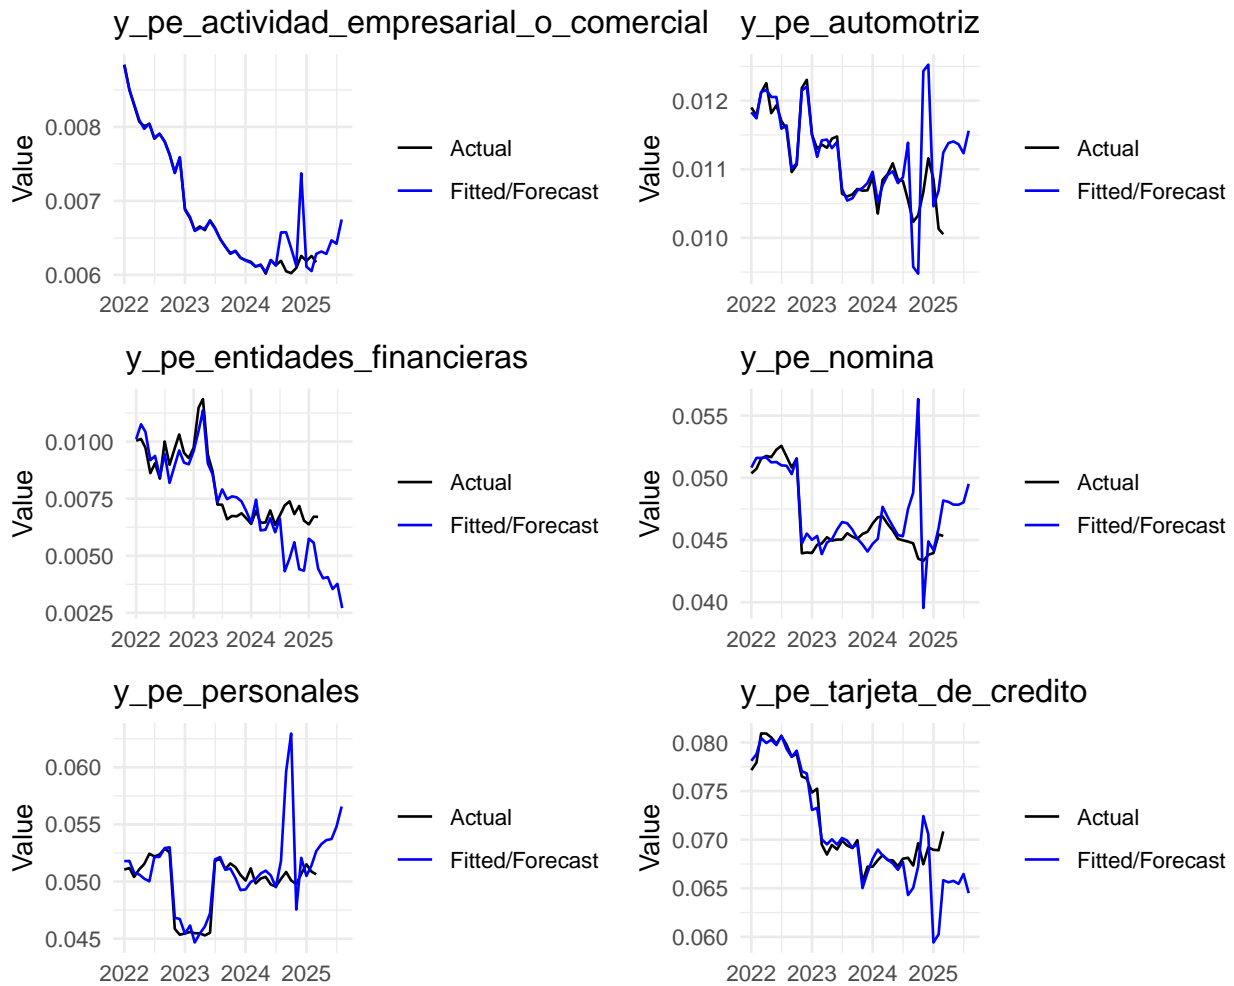 y_pe_actividad_empresarial_o_comercial
Value
0.008
0.007
0.006
2022 2023 2024 2025
Actual
Fitted/Forecast
y_pe_automotriz
Value
0.012
0.011
0.010
2022 2023 2024 2025
Actual
Fitted/Forecast
y_pe_entidades_financieras
Value
0.0100
0.0075
0.0050
0.0025
2022 2023 2024 2025
Actual
Fitted/Forecast
y_pe_nomina
Value
0.055
0.050
0.045
0.040
2022 2023 2024 2025
Actual
Fitted/Forecast
y_pe_personales
Value
0.060
0.055
0.050
0.045
2022 2023 2024 2025
Actual
Fitted/Forecast
y_pe_tarjeta_de_credito
Value
0.080
0.075
0.070
0.065
0.060
2022 2023 2024 2025
Actual
Fitted/Forecast